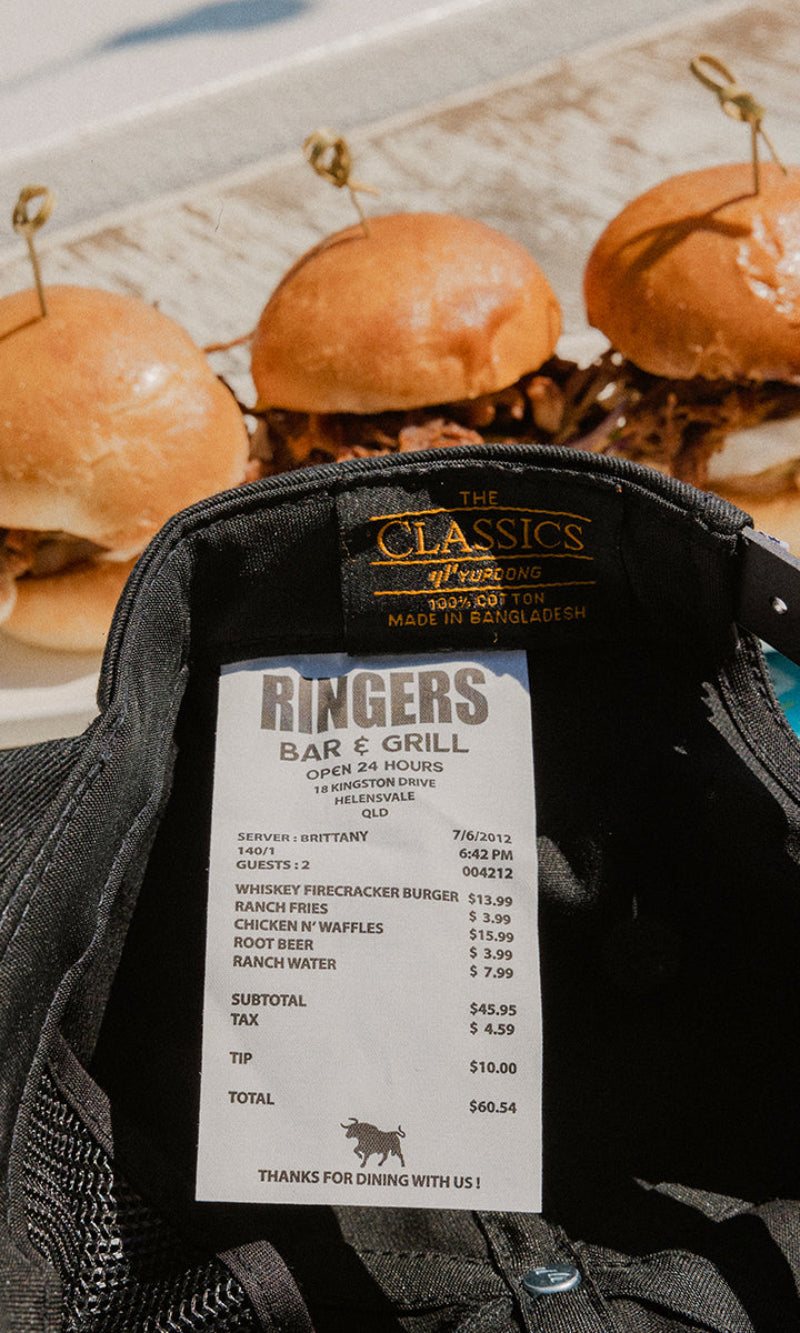 THE
CLASSICS
YUPOONG
100% COTTON
MADE IN BANGLADESH
RINGERS
BAR & GRILL
OPEN 24 HOURS
18 KINGSTON DRIVE
HELENSVALE
QLD
SERVER : BRITTANY 7/6/2012
140/1 6:42 PM
GUESTS : 2 004212
WHISKEY FIRECRACKER BURGER $13.99
RANCH FRIES $ 3.99
CHICKEN N' WAFFLES $15.99
ROOT BEER $ 3.99
RANCH WATER $ 7.99
SUBTOTAL $45.95
TAX $ 4.59
TIP $10.00
TOTAL $60.54
THANKS FOR DINING WITH US !